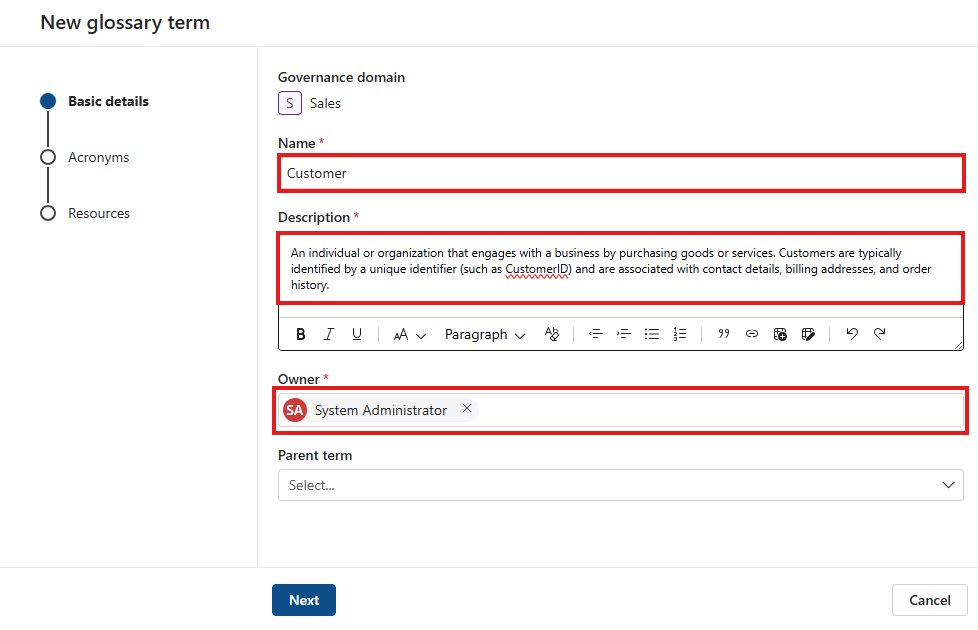 New glossary term
Basic details
Acronyms
Resources
Governance domain
S Sales
Name *
Customer
Description *
An individual or organization that engages with a business by purchasing goods or services. Customers are typically
identified by a unique identifier (such as CustomerID) and are associated with contact details, billing addresses, and order
history.
B I U AA Paragraph Ab
Owner *
SA System Administrator
Parent term
Select...
Next Cancel